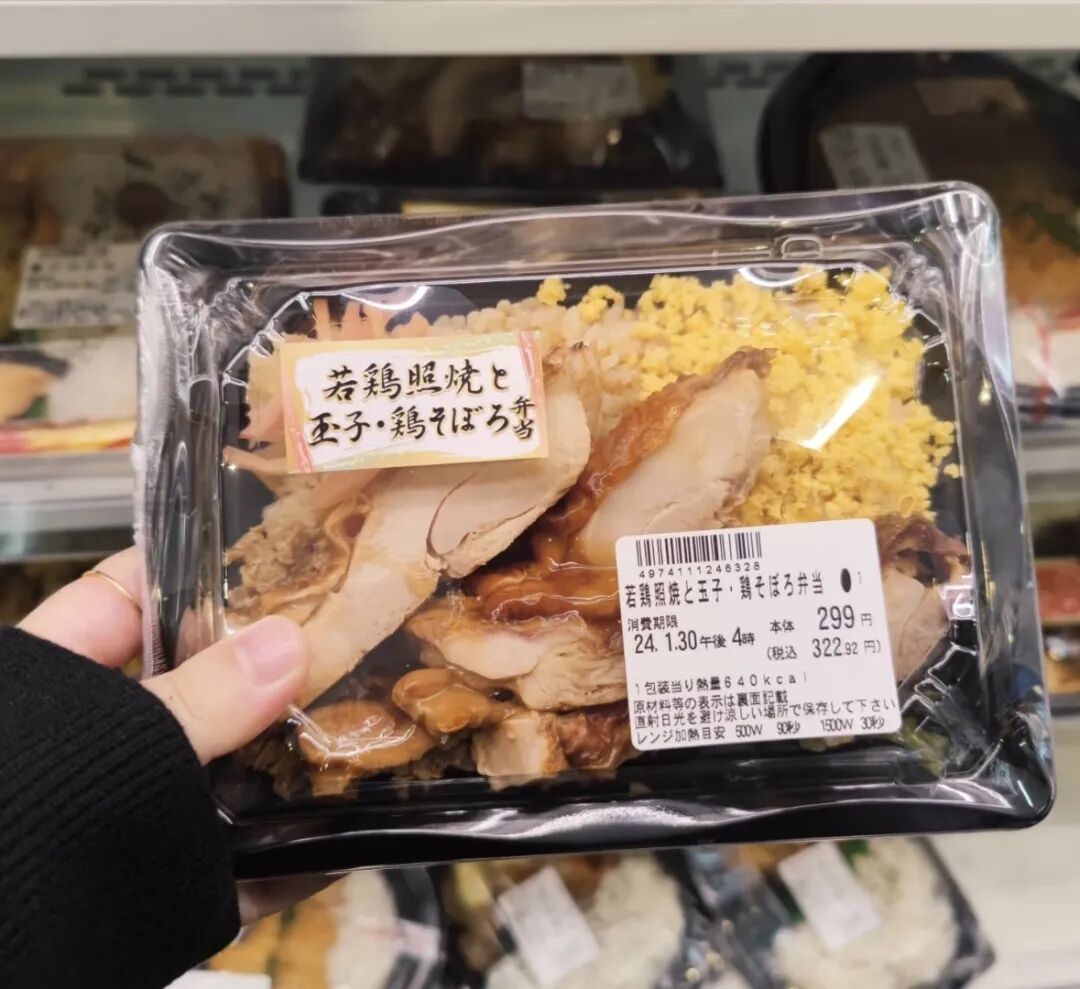 若鶏照焼と
玉子・鶏そぼろ弁当
4974111246328
若鶏照焼と玉子・鶏そぼろ弁当 1
消費期限
24.1.30午後4時
本体 299円
(税込 322.92円)
1包装当り熱量640kcal
原材料等の表示は裏面記載
直射日光を避け涼しい場所で保存して下さい
レンジ加熱目安 500W 90秒 1500W 30秒